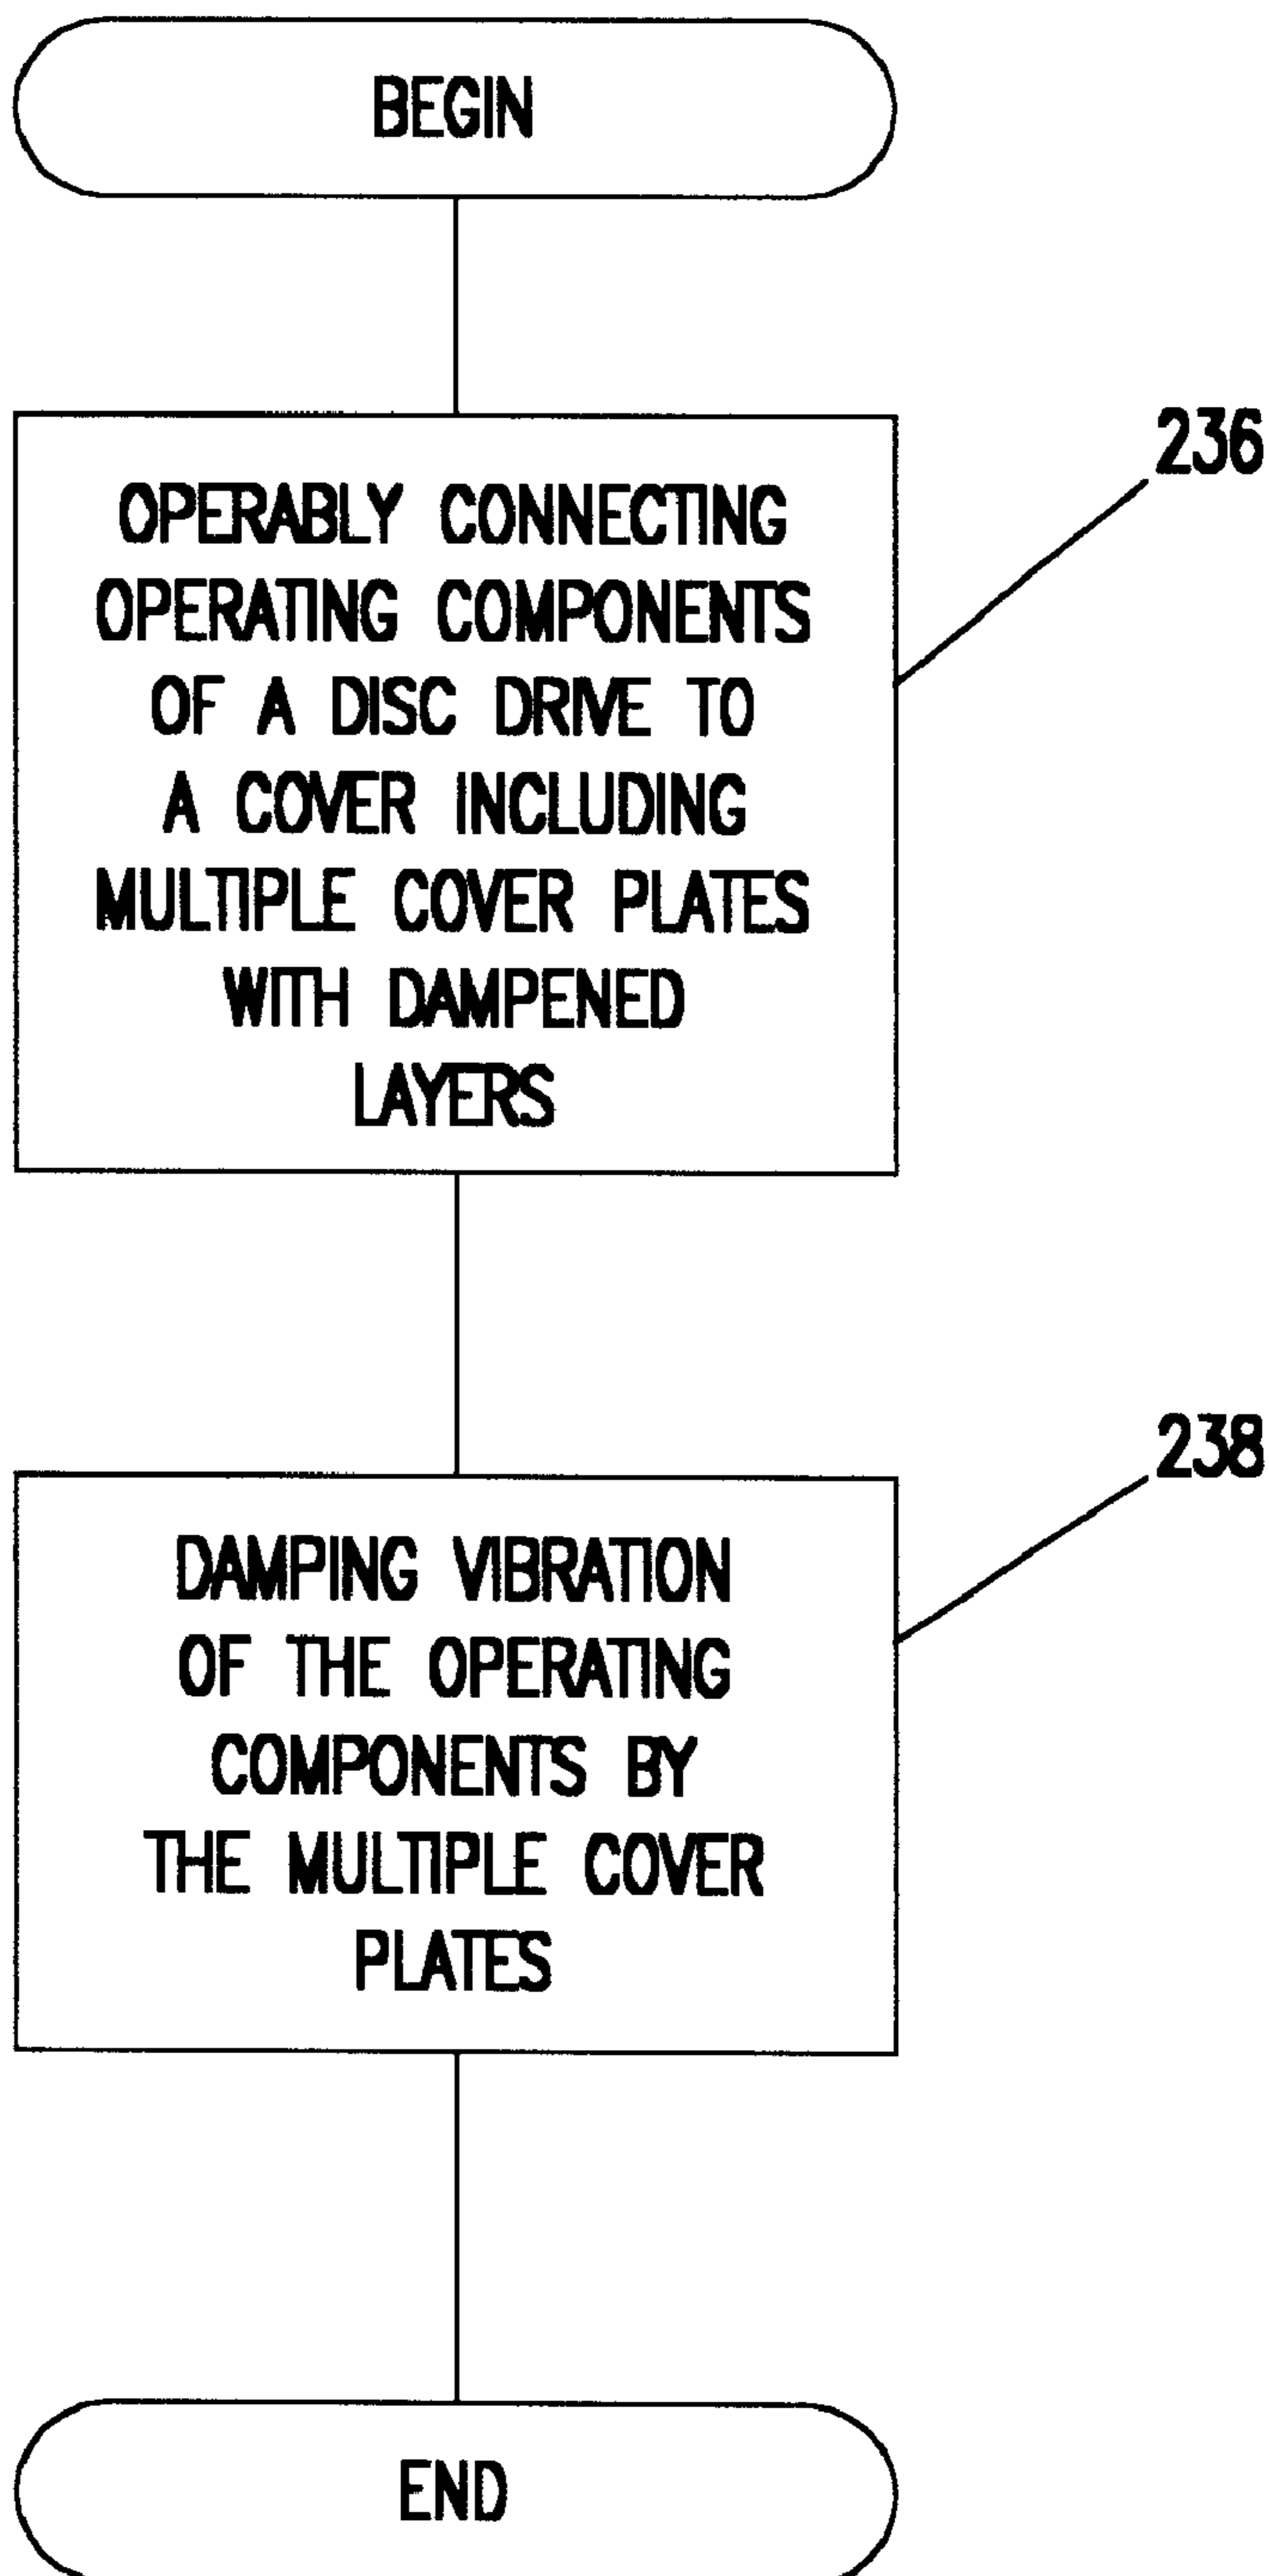 BEGIN
236
OPERABLY CONNECTING
OPERATING COMPONENTS
OF A DISC DRIVE TO
A COVER INCLUDING
MULTIPLE COVER PLATES
WITH DAMPENED
LAYERS
238
DAMPING VIBRATION
OF THE OPERATING
COMPONENTS BY
THE MULTIPLE COVER
PLATES
END